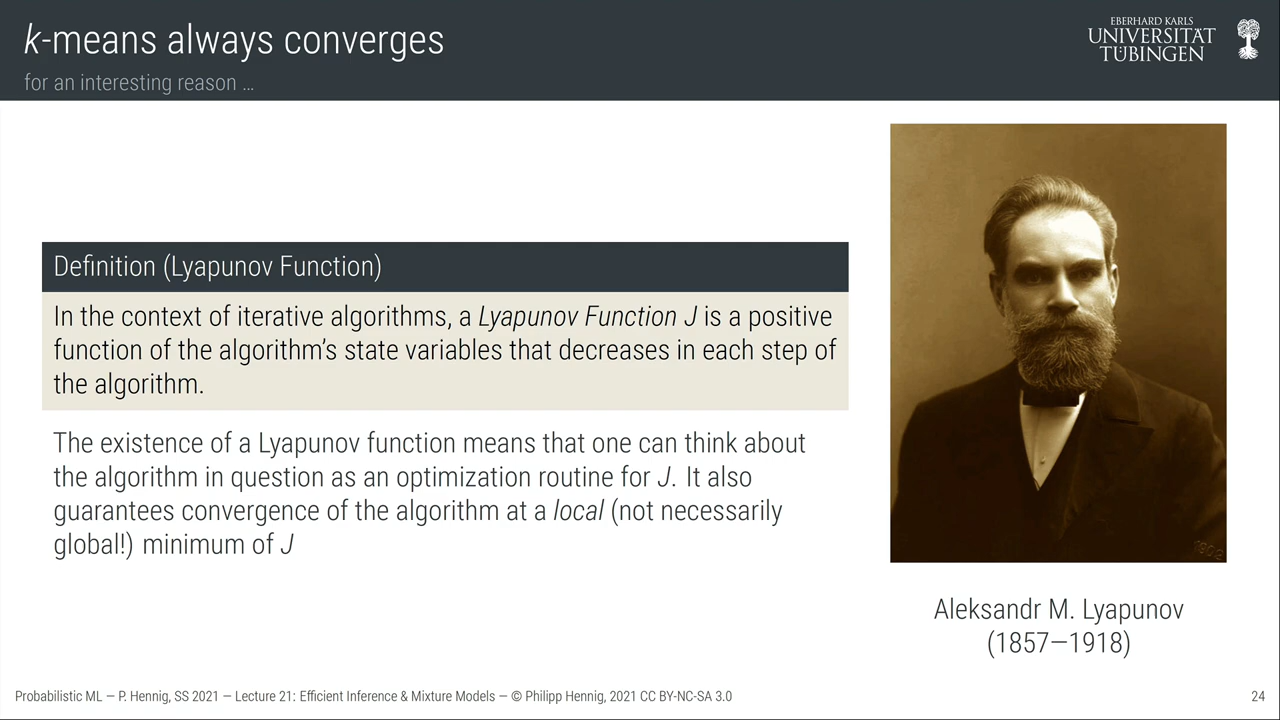 k-means always converges
for an interesting reason …
EBERHARD KARLS
UNIVERSITÄT
TÜBINGEN
Definition (Lyapunov Function)
In the context of iterative algorithms, a Lyapunov Function J is a positive
function of the algorithm's state variables that decreases in each step of
the algorithm.
The existence of a Lyapunov function means that one can think about
the algorithm in question as an optimization routine for J. It also
guarantees convergence of the algorithm at a local (not necessarily
global!) minimum of J
Aleksandr M. Lyapunov
(1857—1918)
Probabilistic ML — P. Hennig, SS 2021 — Lecture 21: Efficient Inference & Mixture Models — © Philipp Hennig, 2021 CC BY-NC-SA 3.0
24